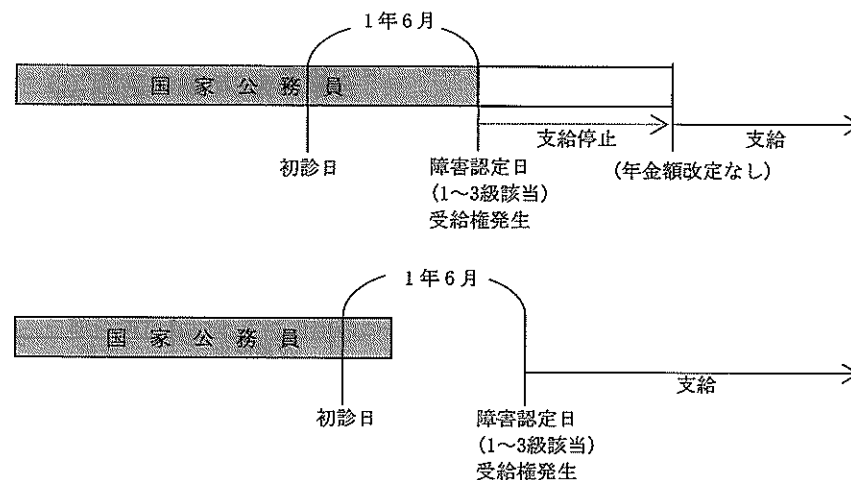 1年6月
国家公務員
支給停止
支給
初診日
障害認定日
(1~3級該当)
受給権発生
(年金額改定なし)
1年6月
国家公務員
支給
初診日
障害認定日
(1~3級該当)
受給権発生